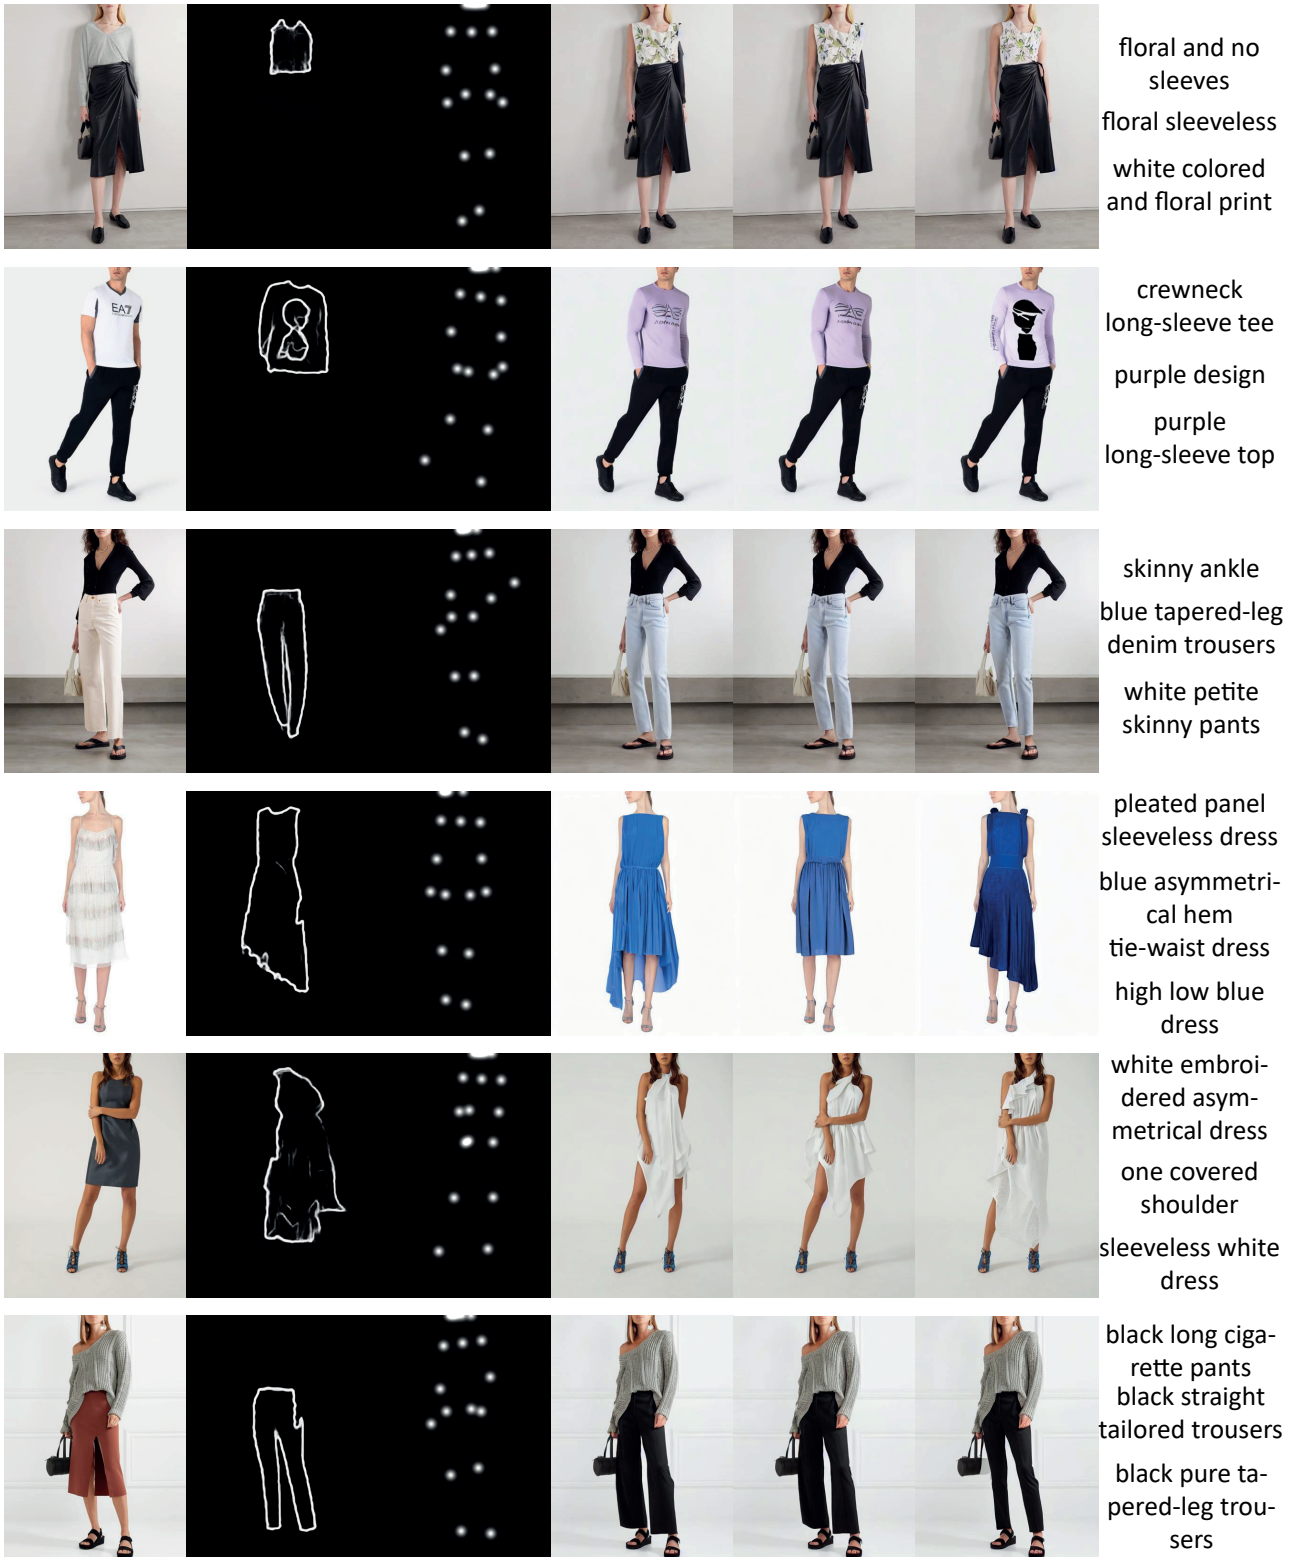 floral and no
sleeves
floral sleeveless
white colored
and floral print
EA7
crewneck
long-sleeve tee
purple design
purple
long-sleeve top
skinny ankle
blue tapered-leg
denim trousers
white petite
skinny pants
pleated panel
sleeveless dress
blue asymmetri-
cal hem
tie-waist dress
high low blue
dress
white embroi-
dered asym-
metrical dress
one covered
shoulder
sleeveless white
dress
black long ciga-
rette pants
black straight
tailored trousers
black pure ta-
pered-leg trou-
sers